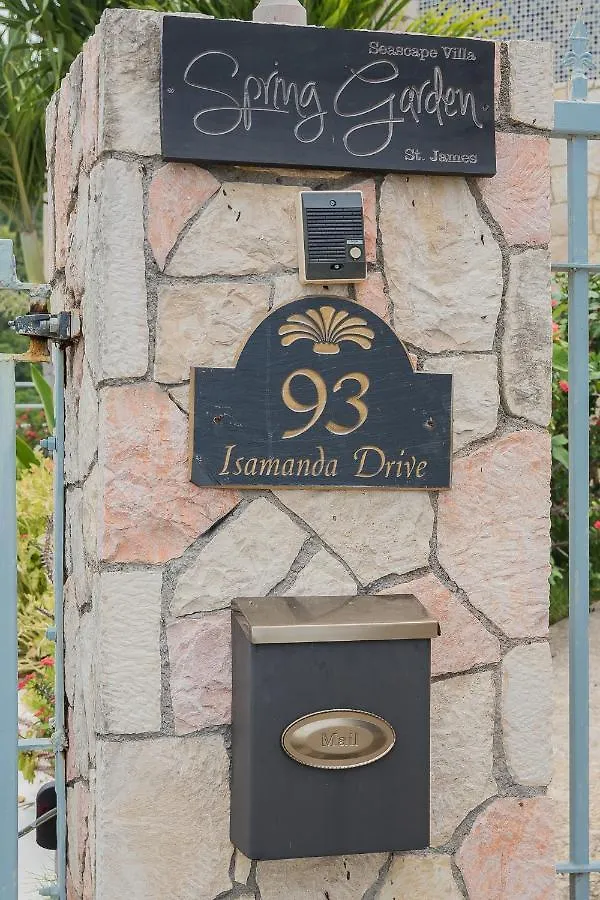 Seascape Villa
Spring Garden
St. James
93
Isamanda Drive
Mail